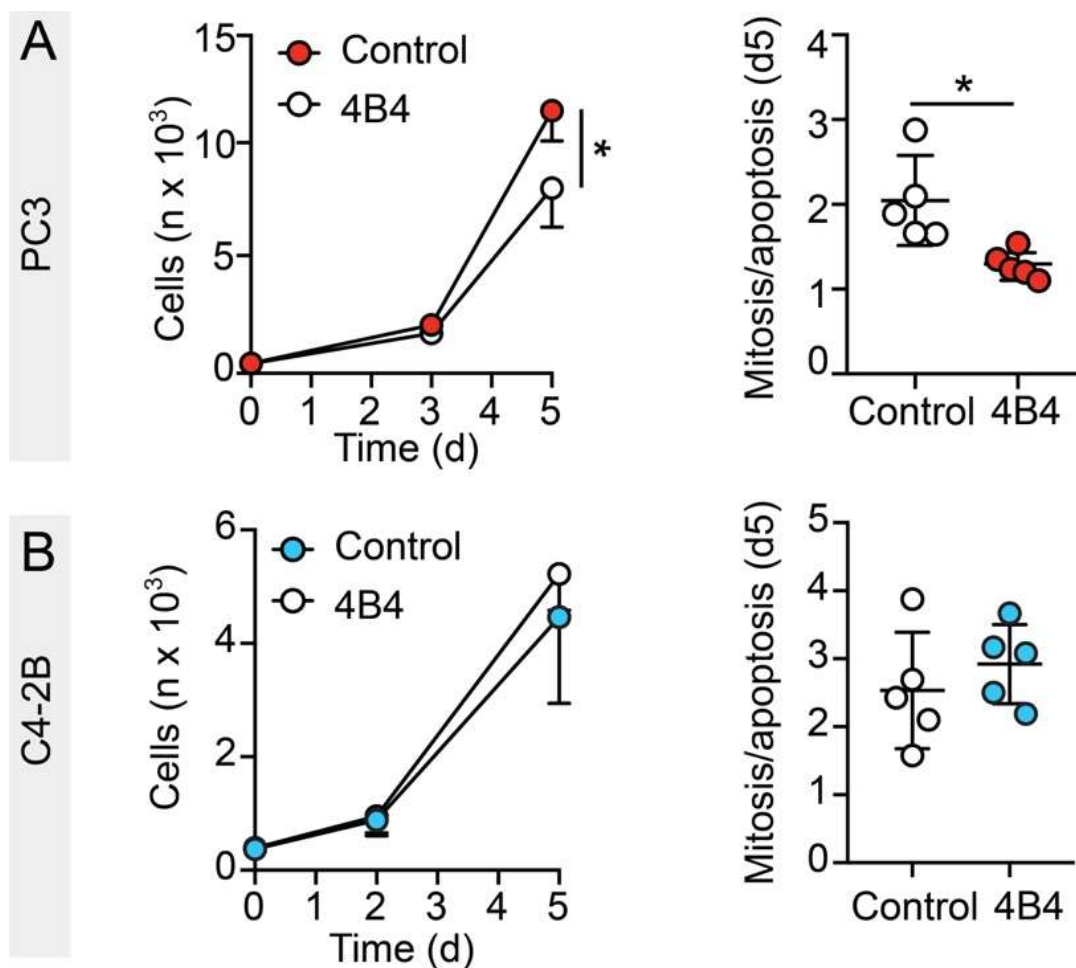 A
PC3
Cells (n x 10³)
15
10
5
0
Control
4B4
*
0 1 2 3 4 5
Time (d)
Mitosis/apoptosis (d5)
4
3
2
1
0
*
Control 4B4
B
C4-2B
Cells (n x 10³)
6
4
2
0
Control
4B4
0 1 2 3 4 5
Time (d)
Mitosis/apoptosis (d5)
5
4
3
2
1
0
Control 4B4